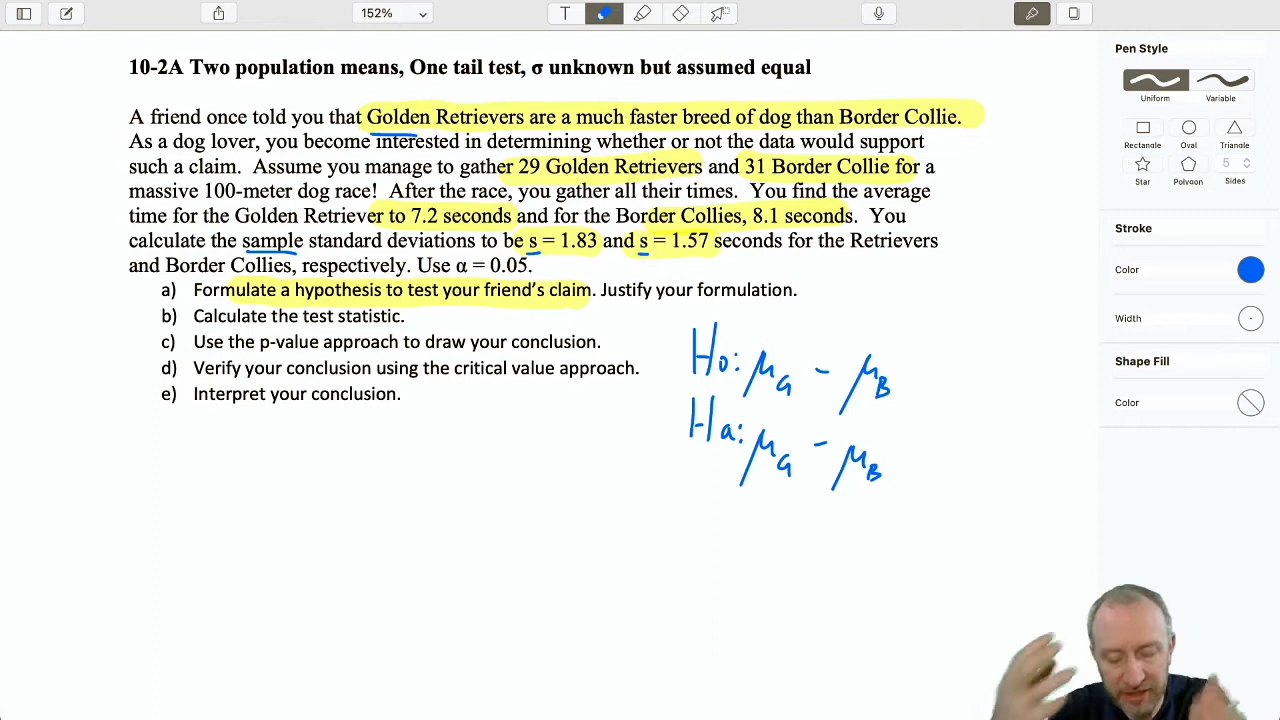 152%
T
10-2A Two population means, One tail test, σ unknown but assumed equal
A friend once told you that Golden Retrievers are a much faster breed of dog than Border Collie.
As a dog lover, you become interested in determining whether or not the data would support
such a claim. Assume you manage to gather 29 Golden Retrievers and 31 Border Collie for a
massive 100-meter dog race! After the race, you gather all their times. You find the average
time for the Golden Retriever to 7.2 seconds and for the Border Collies, 8.1 seconds. You
calculate the sample standard deviations to be s = 1.83 and s = 1.57 seconds for the Retrievers
and Border Collies, respectively. Use α = 0.05.
a) Formulate a hypothesis to test your friend's claim. Justify your formulation.
b) Calculate the test statistic.
c) Use the p-value approach to draw your conclusion.
d) Verify your conclusion using the critical value approach.
e) Interpret your conclusion.
Ho: μG - μB
Ha: μG - μB
Pen Style
Uniform Variable
Rectangle Oval Triangle
5
Star Polygon Sides
Stroke
Color
Width
Shape Fill
Color